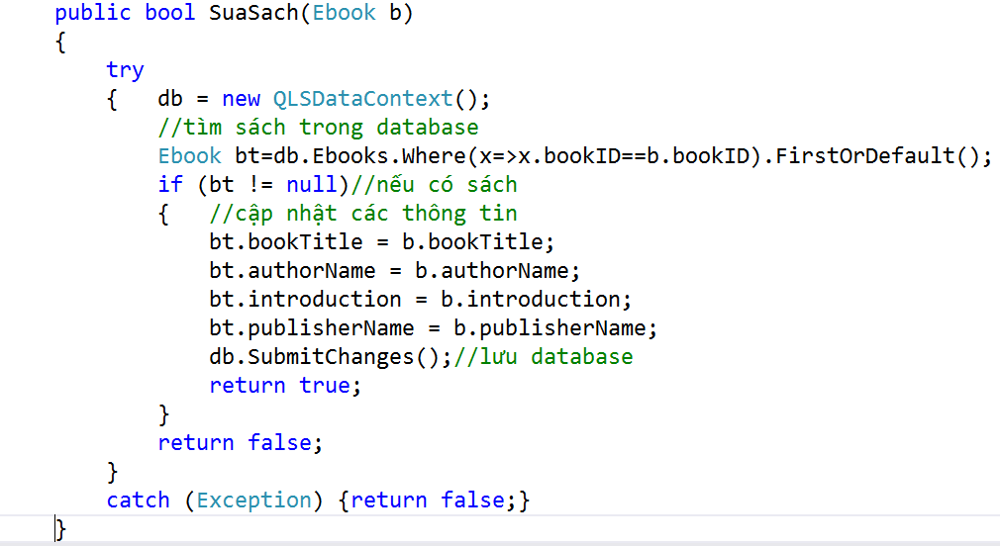 public bool SuaSach(Ebook b)
{
try
{ db = new QLSDataContext();
//tìm sách trong database
Ebook bt=db.Ebooks.Where(x=>x.bookID==b.bookID).FirstOrDefault();
if (bt != null)//nếu có sách
{ //cập nhật các thông tin
bt.bookTitle = b.bookTitle;
bt.authorName = b.authorName;
bt.introduction = b.introduction;
bt.publisherName = b.publisherName;
db.SubmitChanges();//lưu database
return true;
}
return false;
}
catch (Exception) {return false;}
}